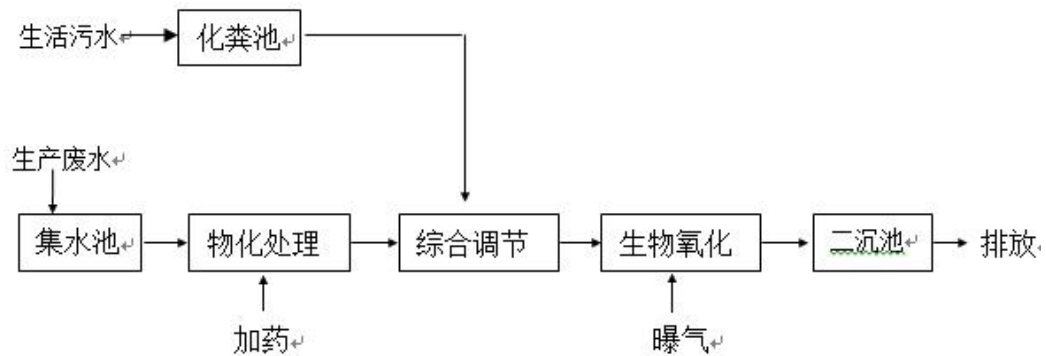 生活污水
化粪池
生产废水
集水池
物化处理
综合调节
生物氧化
二沉池
排放
加药
曝气